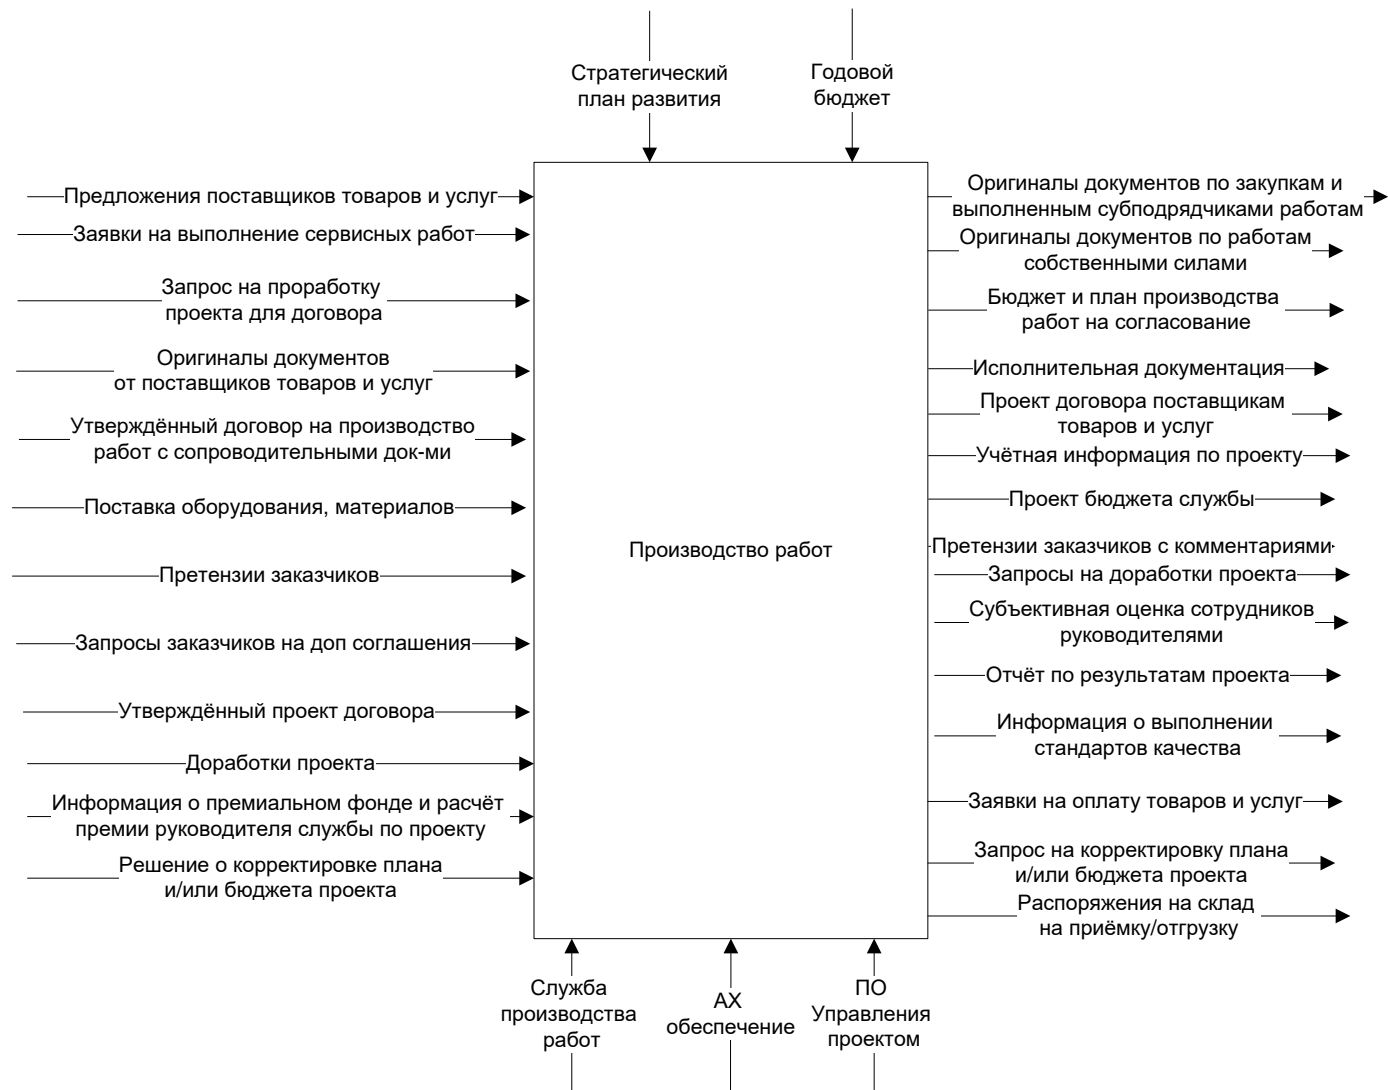 Стратегический
план развития
Годовой
бюджет
Предложения поставщиков товаров и услуг
Заявки на выполнение сервисных работ
Запрос на проработку
проекта для договора
Оригиналы документов
от поставщиков товаров и услуг
Утверждённый договор на производство
работ с сопроводительными док-ми
Поставка оборудования, материалов
Претензии заказчиков
Запросы заказчиков на доп соглашения
Утверждённый проект договора
Доработки проекта
Информация о премиальном фонде и расчёт
премии руководителя службы по проекту
Решение о корректировке плана
и/или бюджета проекта
Производство работ
Оригиналы документов по закупкам и
выполненным субподрядчиками работам
Оригиналы документов по работам
собственными силами
Бюджет и план производства
работ на согласование
Исполнительная документация
Проект договора поставщикам
товаров и услуг
Учётная информация по проекту
Проект бюджета службы
Претензии заказчиков с комментариями
Запросы на доработки проекта
Субъективная оценка сотрудников
руководителями
Отчёт по результатам проекта
Информация о выполнении
стандартов качества
Заявки на оплату товаров и услуг
Запрос на корректировку плана
и/или бюджета проекта
Распоряжения на склад
на приёмку/отгрузку
Служба
производства
работ
АХ
обеспечение
ПО
Управления
проектом